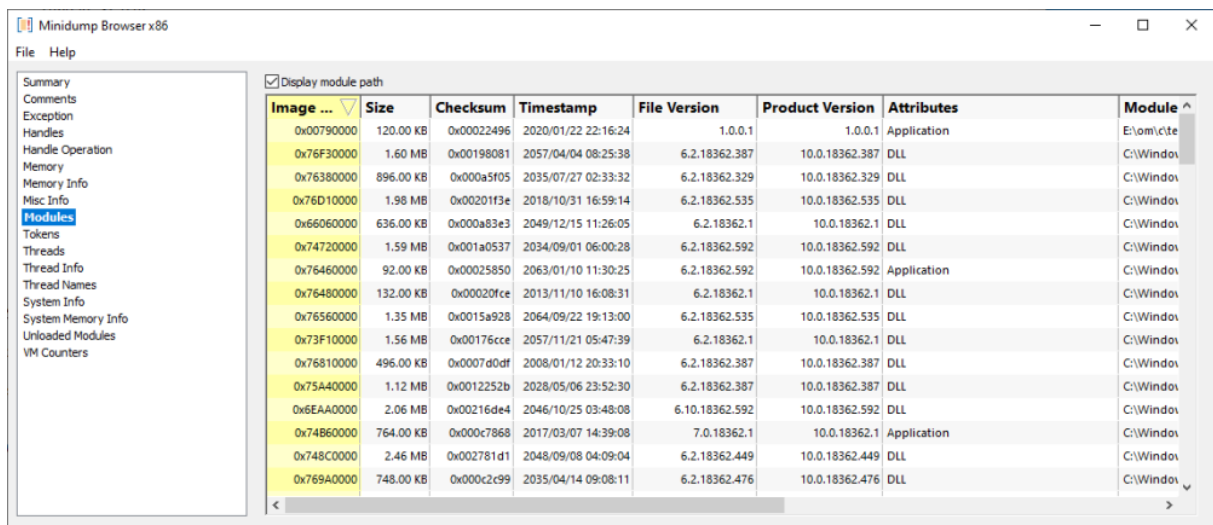 Minidump Browser x86
File Help
Summary
Comments
Exception
Handles
Handle Operation
Memory
Memory Info
Misc Info
Modules
Tokens
Threads
Thread Info
Thread Names
System Info
System Memory Info
Unloaded Modules
VM Counters
Display module path
Image ... Size Checksum Timestamp File Version Product Version Attributes Module
0x00790000 120.00 KB 0x00022496 2020/01/22 22:16:24 1.0.0.1 1.0.0.1 Application E:\om\c\te
0x76F30000 1.60 MB 0x00198081 2057/04/04 08:25:38 6.2.18362.387 10.0.18362.387 DLL C:\Window
0x76380000 896.00 KB 0x000a5f05 2035/07/27 02:33:32 6.2.18362.329 10.0.18362.329 DLL C:\Window
0x76D10000 1.98 MB 0x00201f3e 2018/10/31 16:59:14 6.2.18362.535 10.0.18362.535 DLL C:\Window
0x66060000 636.00 KB 0x000a83e3 2049/12/15 11:26:05 6.2.18362.1 10.0.18362.1 DLL C:\Window
0x74720000 1.59 MB 0x001a0537 2034/09/01 06:00:28 6.2.18362.592 10.0.18362.592 DLL C:\Window
0x76460000 92.00 KB 0x00025850 2063/01/10 11:30:25 6.2.18362.592 10.0.18362.592 Application C:\Window
0x76480000 132.00 KB 0x00020fce 2013/11/10 16:08:31 6.2.18362.1 10.0.18362.1 DLL C:\Window
0x76560000 1.35 MB 0x0015a928 2064/09/22 19:13:00 6.2.18362.535 10.0.18362.535 DLL C:\Window
0x73F10000 1.56 MB 0x00176cce 2057/11/21 05:47:39 6.2.18362.1 10.0.18362.1 DLL C:\Window
0x76810000 496.00 KB 0x0007d0df 2008/01/12 20:33:10 6.2.18362.387 10.0.18362.387 DLL C:\Window
0x75A40000 1.12 MB 0x0012252b 2028/05/06 23:52:30 6.2.18362.387 10.0.18362.387 DLL C:\Window
0x6EAA0000 2.06 MB 0x00216de4 2046/10/25 03:48:08 6.10.18362.592 10.0.18362.592 DLL C:\Window
0x74B60000 764.00 KB 0x000c7868 2017/03/07 14:39:08 7.0.18362.1 10.0.18362.1 Application C:\Window
0x748C0000 2.46 MB 0x002781d1 2048/09/08 04:09:04 6.2.18362.449 10.0.18362.449 DLL C:\Window
0x769A0000 748.00 KB 0x000c2c99 2035/04/14 09:08:11 6.2.18362.476 10.0.18362.476 DLL C:\Window